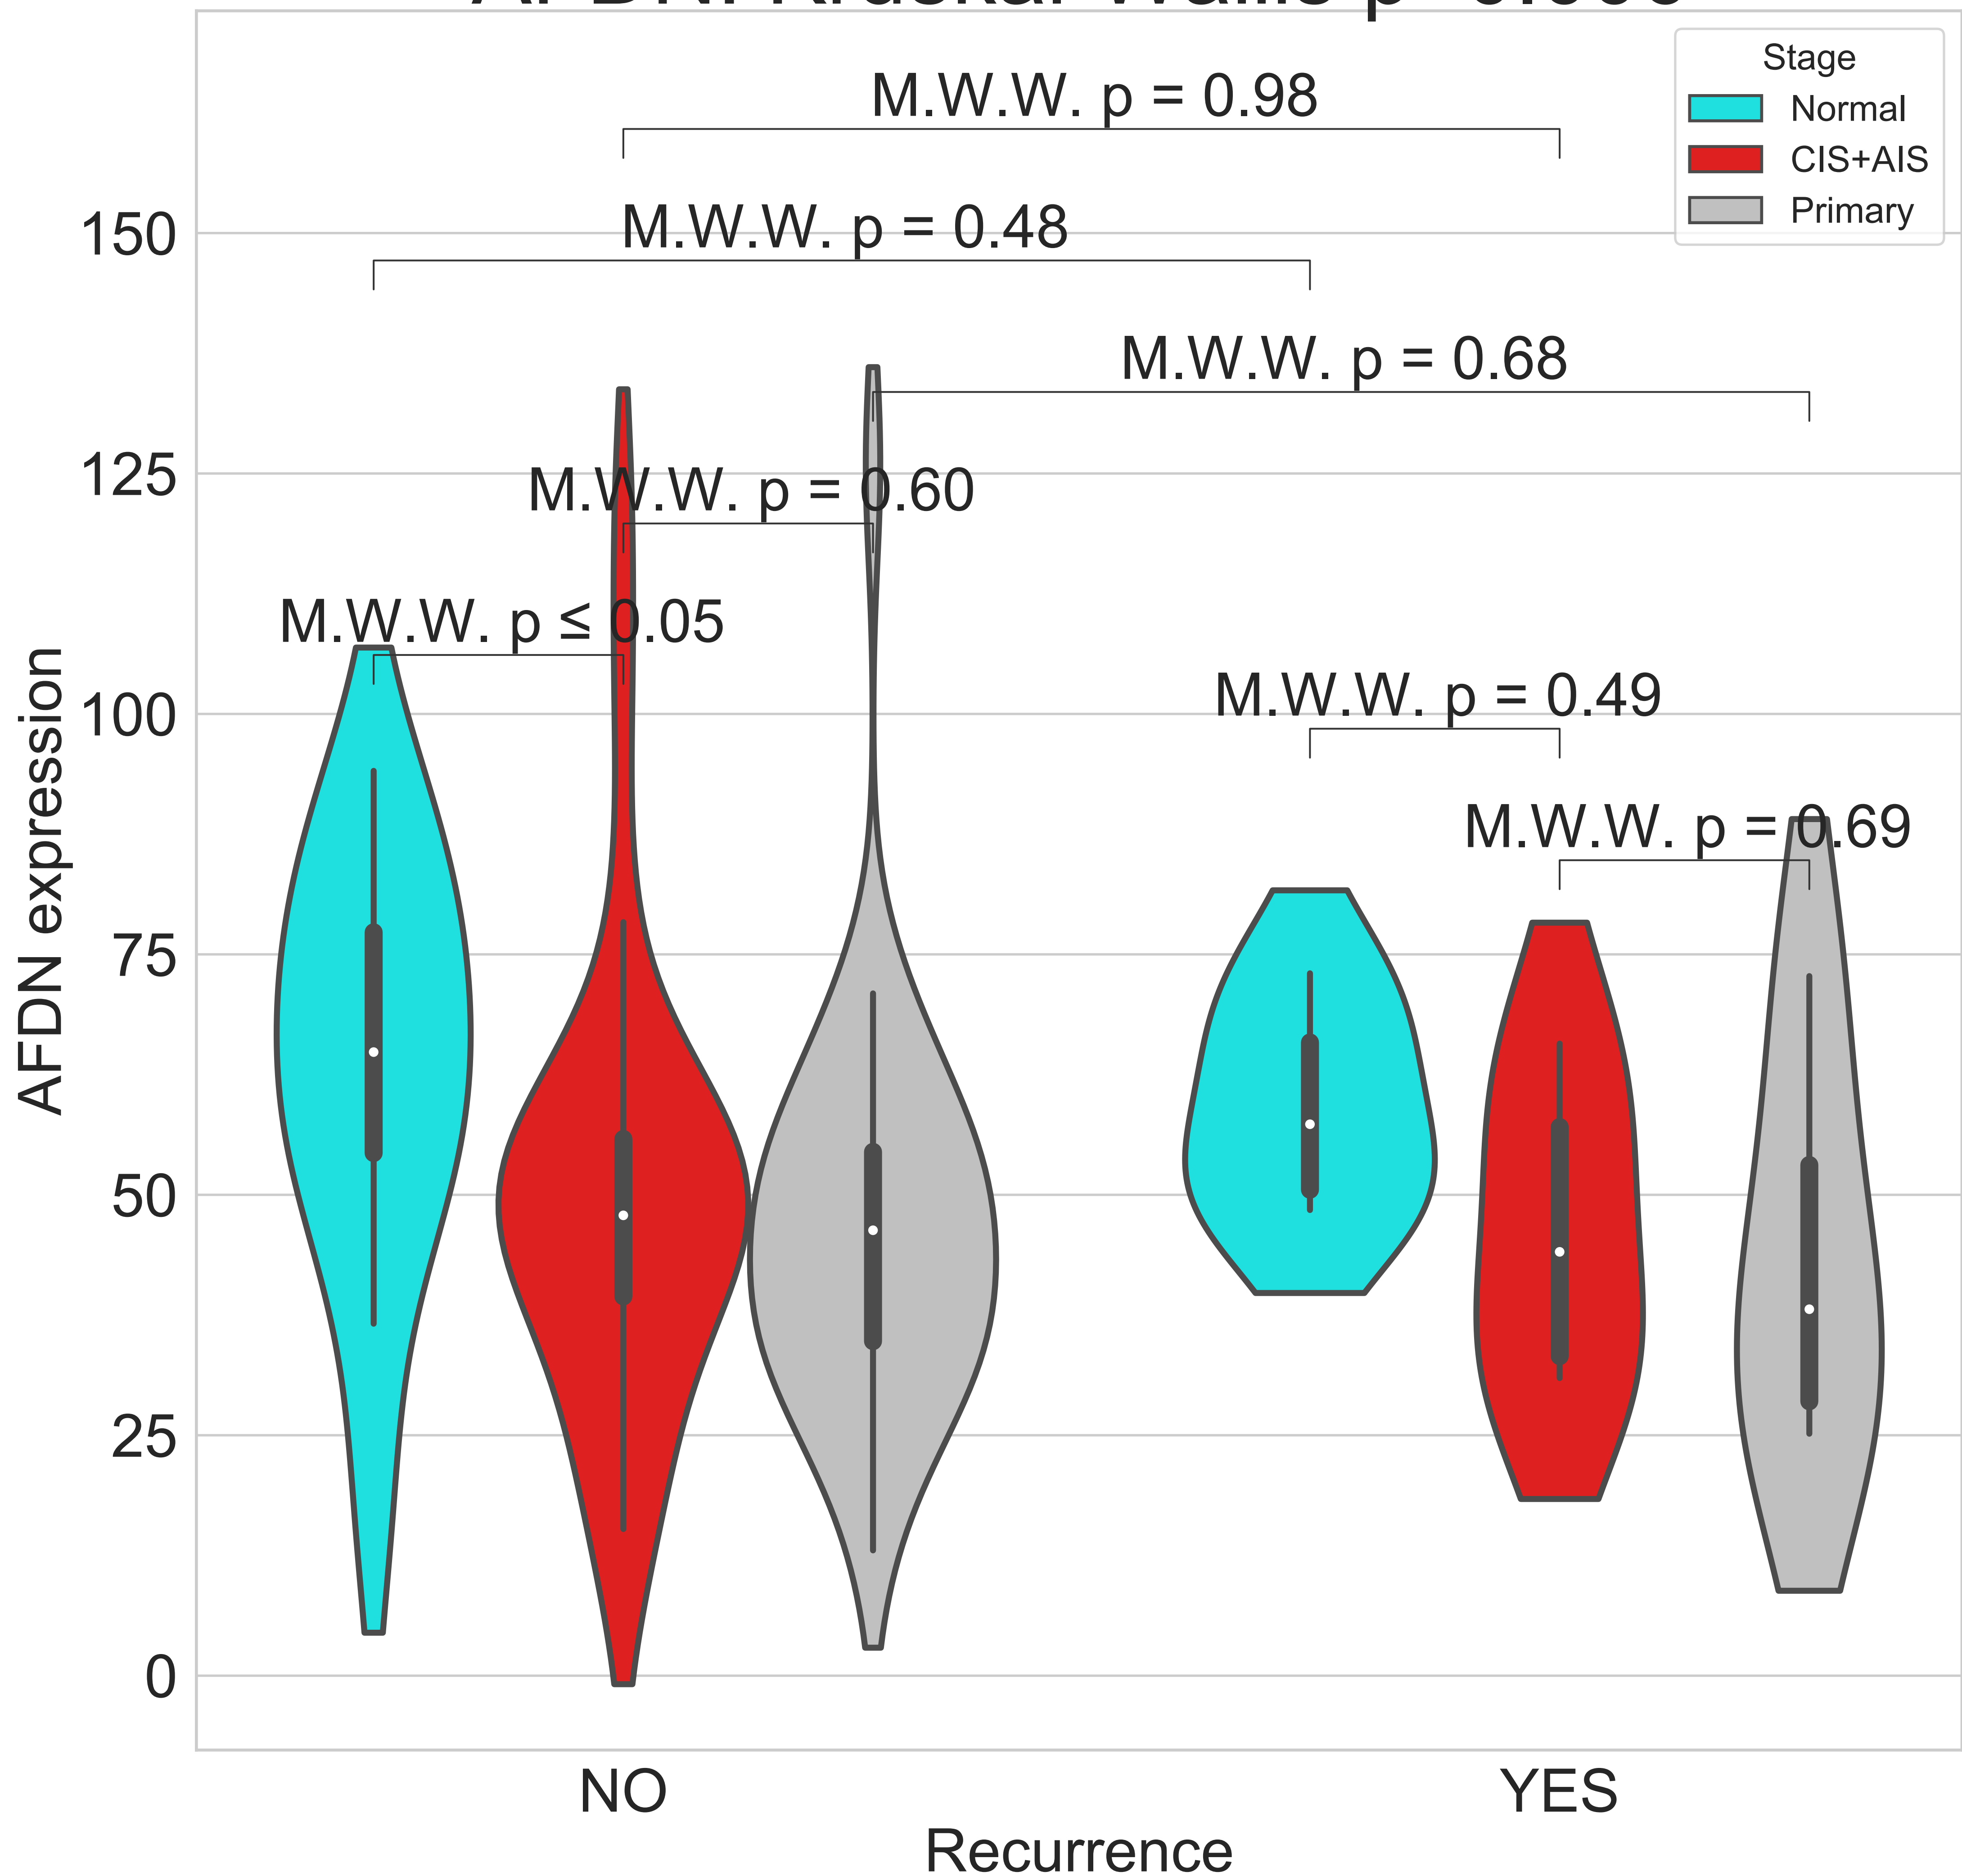 Stage
Normal
CIS+AIS
Primary
M.W.W. p = 0.98
M.W.W. p = 0.48
M.W.W. p = 0.68
M.W.W. p = 0.60
M.W.W. p ≤ 0.05
M.W.W. p = 0.49
M.W.W. p = 0.69
150
125
100
75
50
25
0
AFDN expression
NO
YES
Recurrence